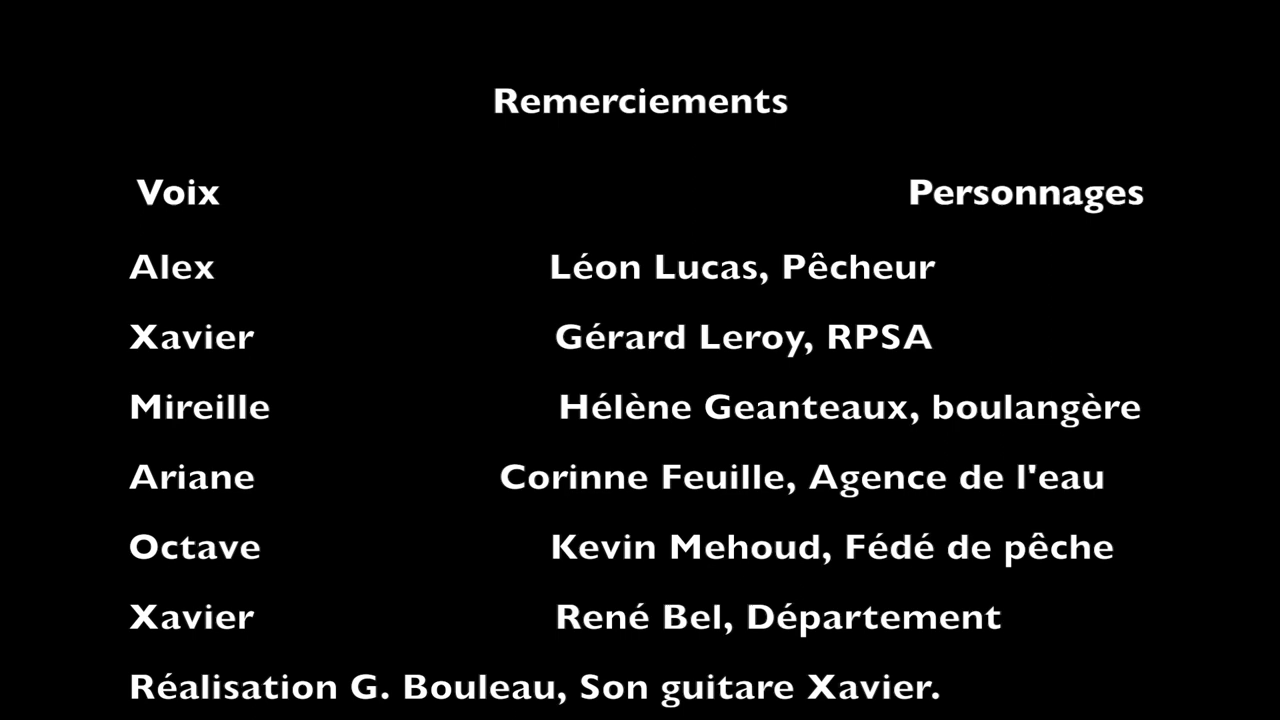 Remerciements
Voix Personnages
Alex Léon Lucas, Pêcheur
Xavier Gérard Leroy, RPSA
Mireille Hélène Geanteaux, boulangère
Ariane Corinne Feuille, Agence de l'eau
Octave Kevin Mehoud, Fédé de pêche
Xavier René Bel, Département
Réalisation G. Bouleau, Son guitare Xavier.